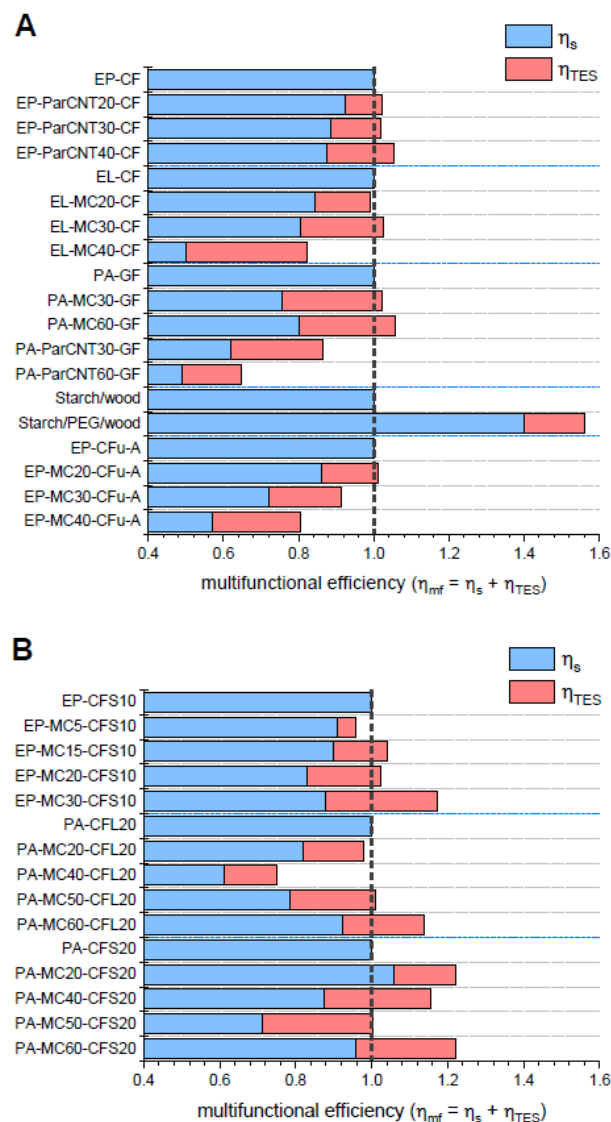 A
ηs
ηTES
EP-CF
EP-ParCNT20-CF
EP-ParCNT30-CF
EP-ParCNT40-CF
EL-CF
EL-MC20-CF
EL-MC30-CF
EL-MC40-CF
PA-GF
PA-MC30-GF
PA-MC60-GF
PA-ParCNT30-GF
PA-ParCNT60-GF
Starch/wood
Starch/PEG/wood
EP-CFu-A
EP-MC20-CFu-A
EP-MC30-CFu-A
EP-MC40-CFu-A
0.4 0.6 0.8 1.0 1.2 1.4 1.6
multifunctional efficiency (ηmf = ηs + ηTES)
B
ηs
ηTES
EP-CFS10
EP-MC5-CFS10
EP-MC15-CFS10
EP-MC20-CFS10
EP-MC30-CFS10
PA-CFL20
PA-MC20-CFL20
PA-MC40-CFL20
PA-MC50-CFL20
PA-MC60-CFL20
PA-CFS20
PA-MC20-CFS20
PA-MC40-CFS20
PA-MC50-CFS20
PA-MC60-CFS20
0.4 0.6 0.8 1.0 1.2 1.4 1.6
multifunctional efficiency (ηmf = ηs + ηTES)